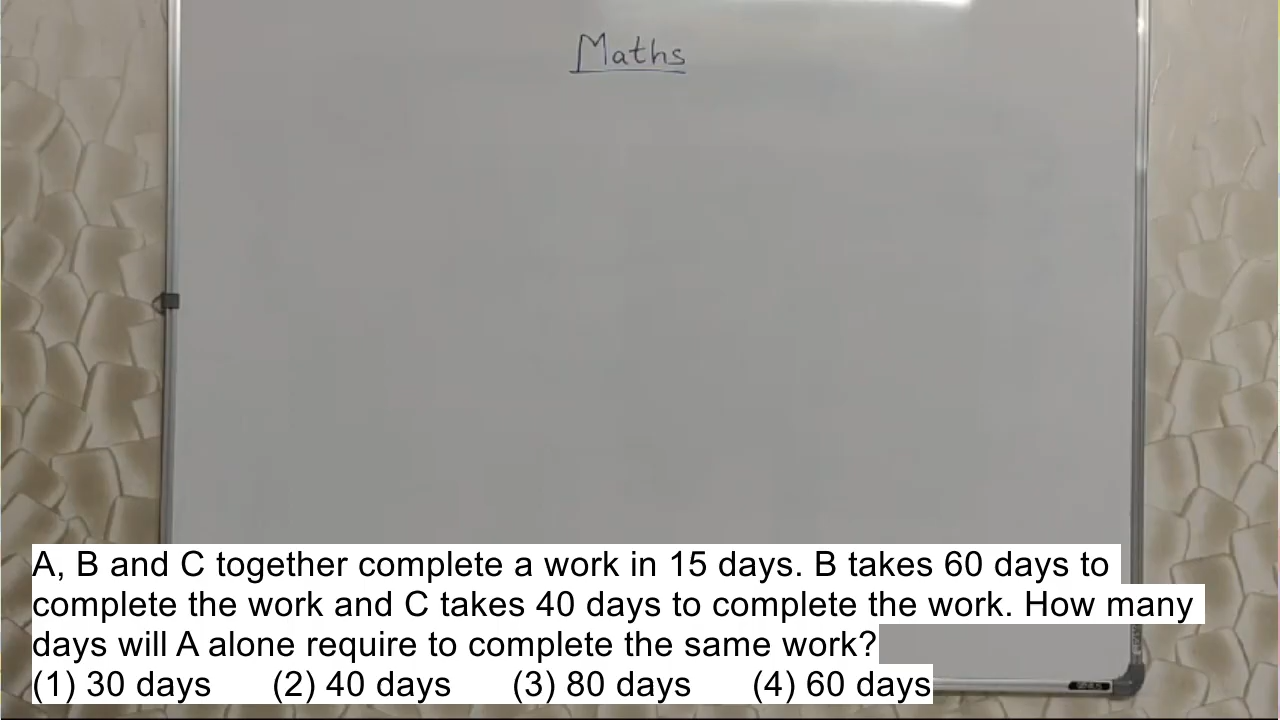 Maths
A, B and C together complete a work in 15 days. B takes 60 days to
complete the work and C takes 40 days to complete the work. How many
days will A alone require to complete the same work?
(1) 30 days (2) 40 days (3) 80 days (4) 60 days